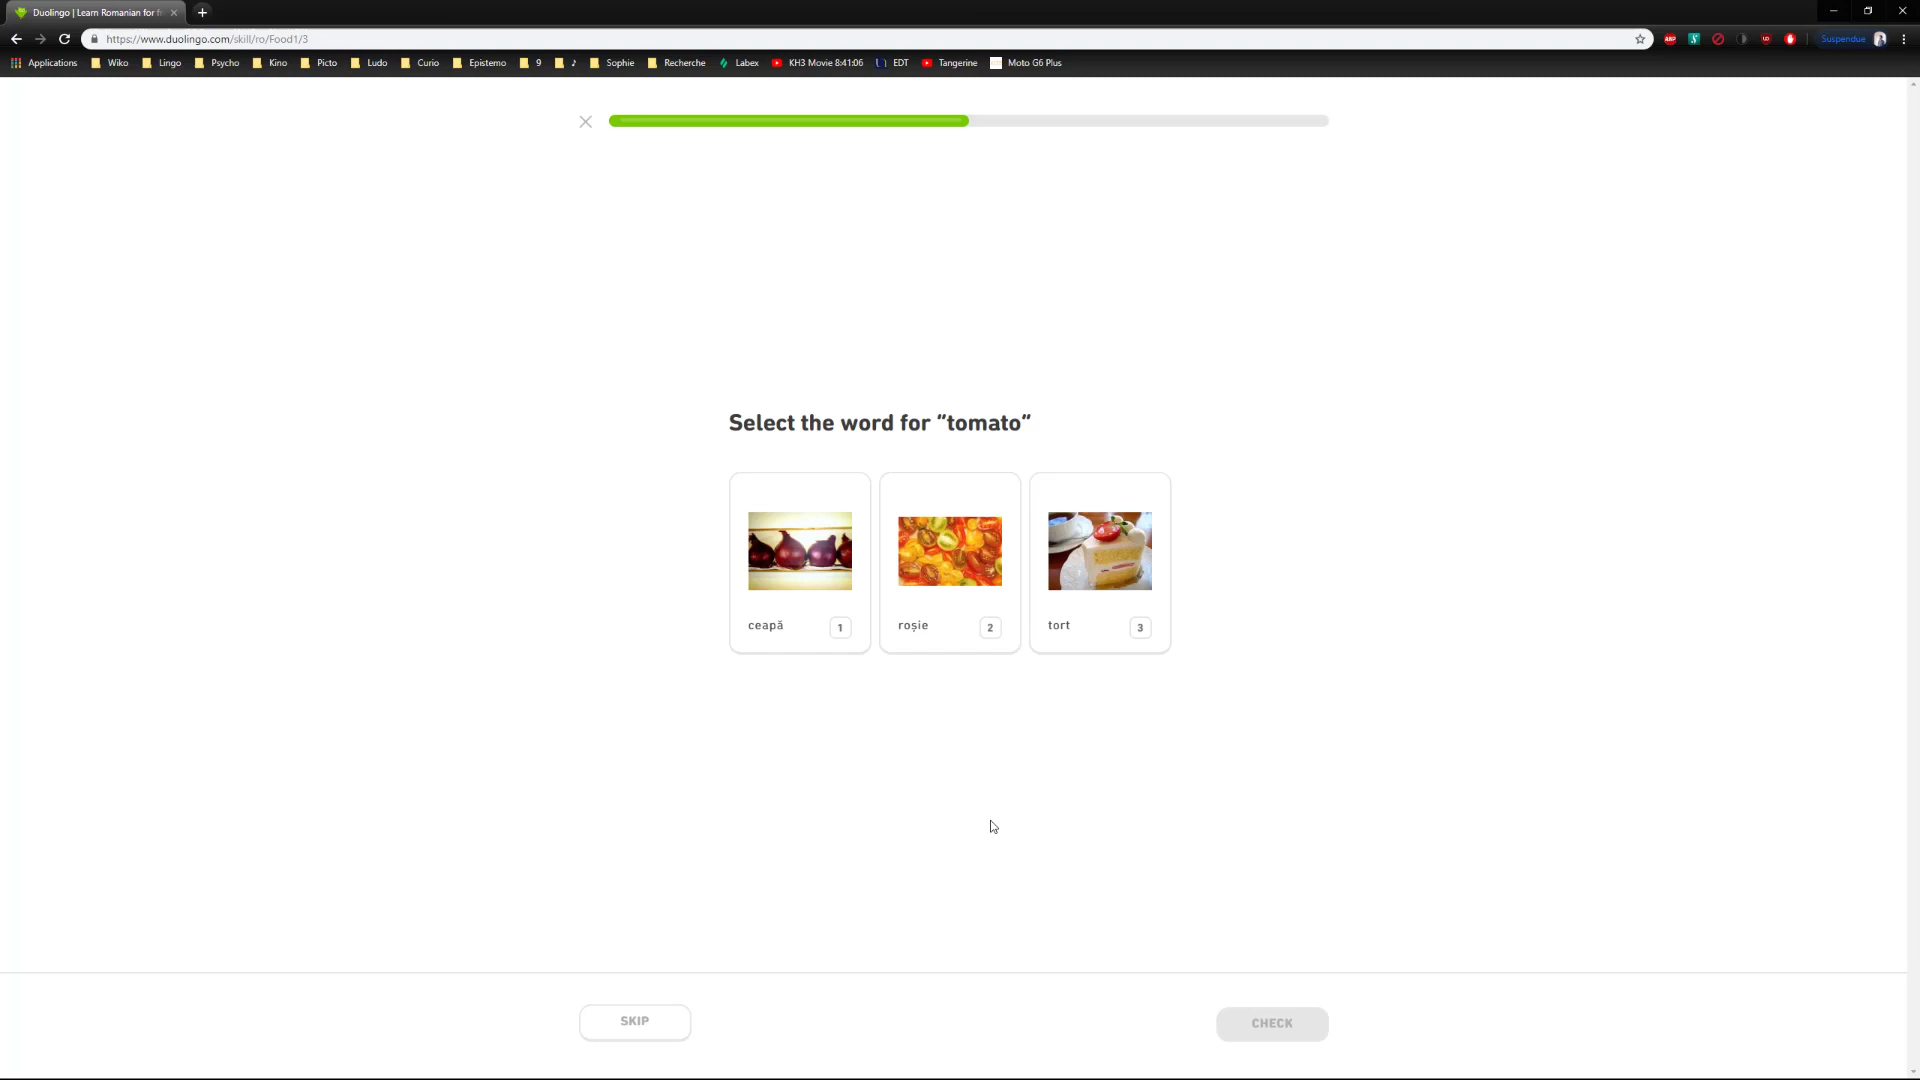 Duolingo | Learn Romanian for f
https://www.duolingo.com/skill/ro/Food1/3
Suspendue
Applications Wiko Lingo Psycho Kino Picto Ludo Curio Epistemo 9 ♪ Sophie Recherche Labex KH3 Movie 8:41:06 EDT Tangerine Moto G6 Plus
Select the word for “tomato”
ceapă 1
roșie 2
tort 3
SKIP
CHECK